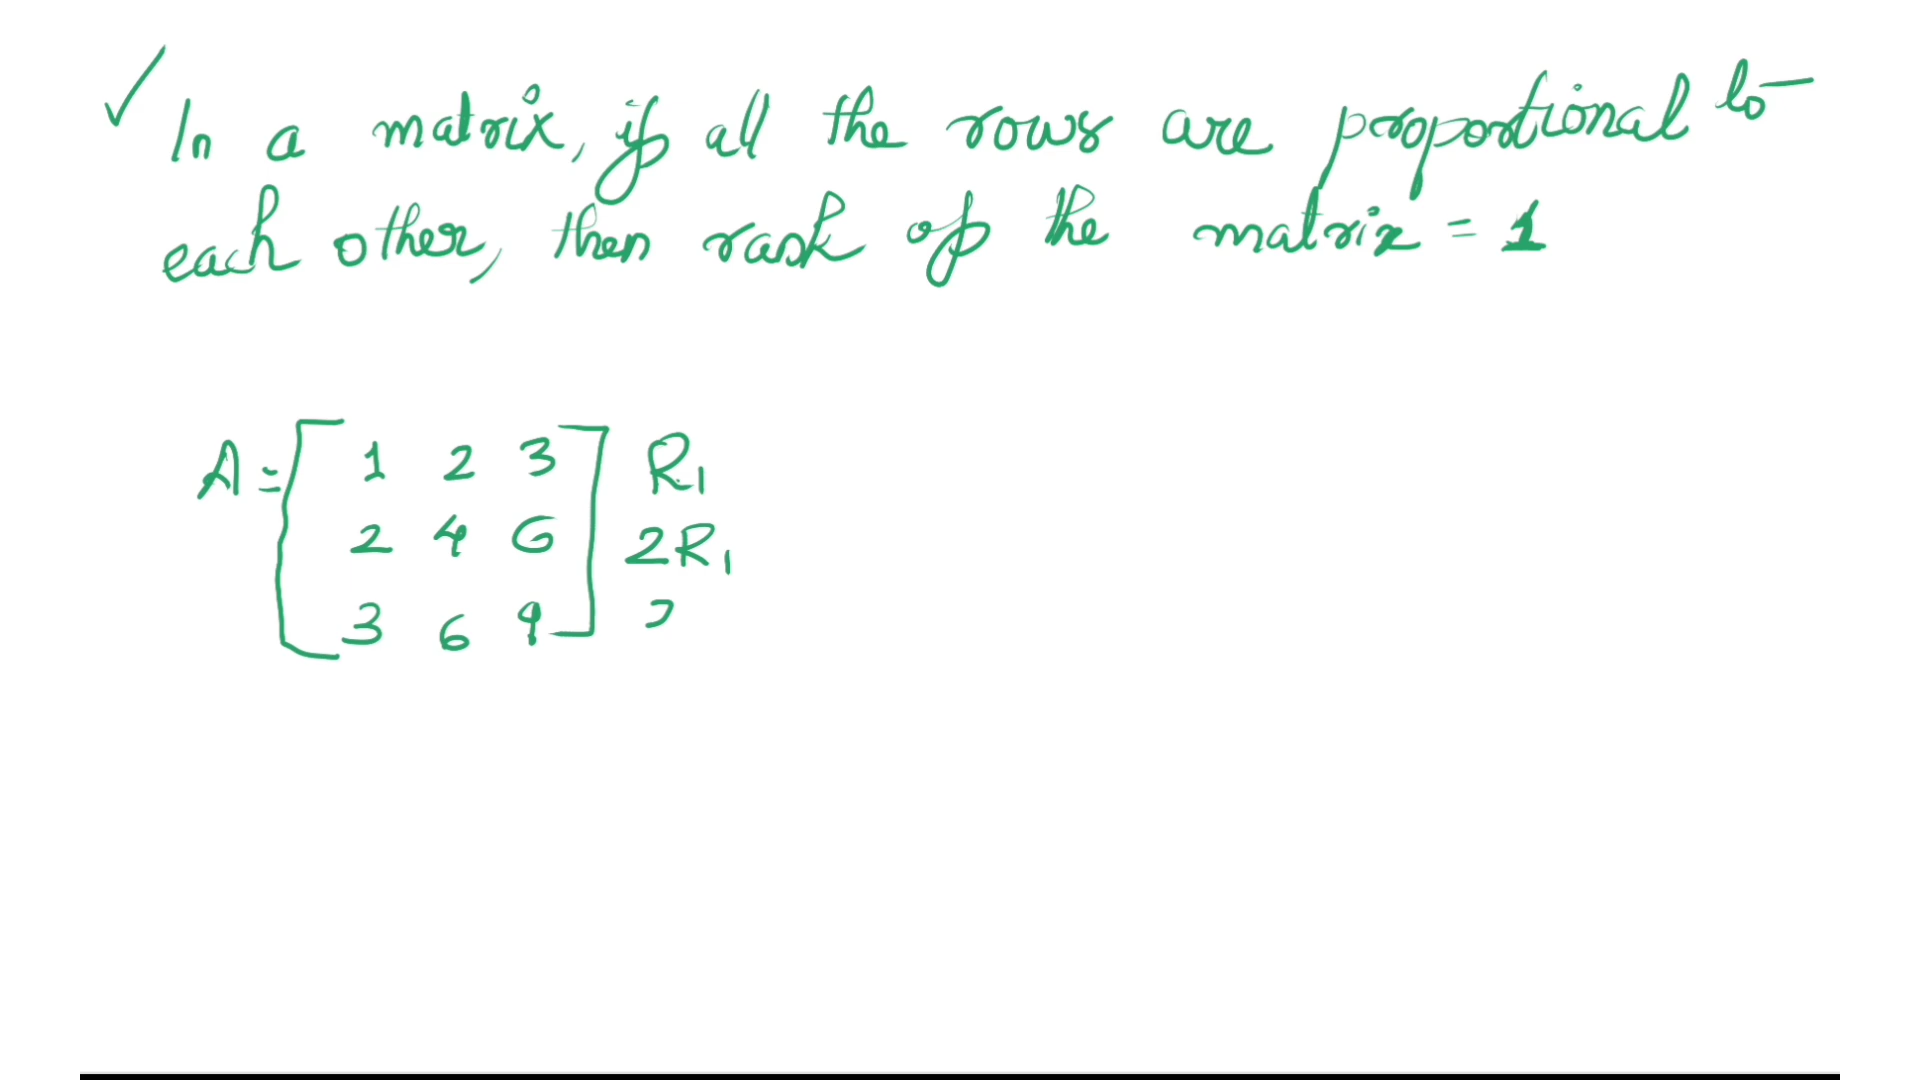 ✓ In a matrix, if all the rows are proportional to
each other, then rank of the matrix = 1
A = [ 1 2 3 ] R₁
2 4 6 2R₁
3 6 9